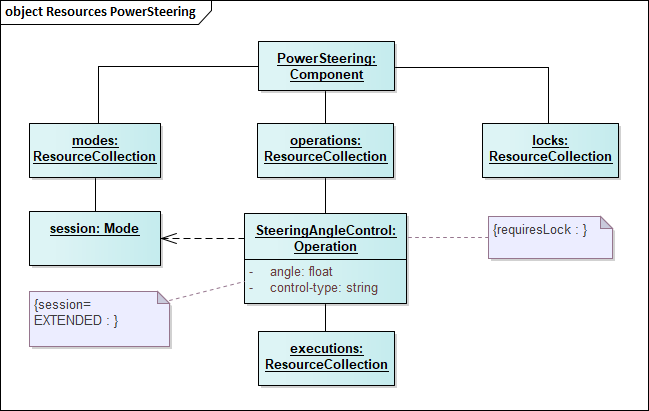 object Resources PowerSteering
PowerSteering:
Component
modes:
ResourceCollection
operations:
ResourceCollection
locks:
ResourceCollection
session: Mode
SteeringAngleControl:
Operation
- angle: float
- control-type: string
{requiresLock : }
{session=
EXTENDED : }
executions:
ResourceCollection